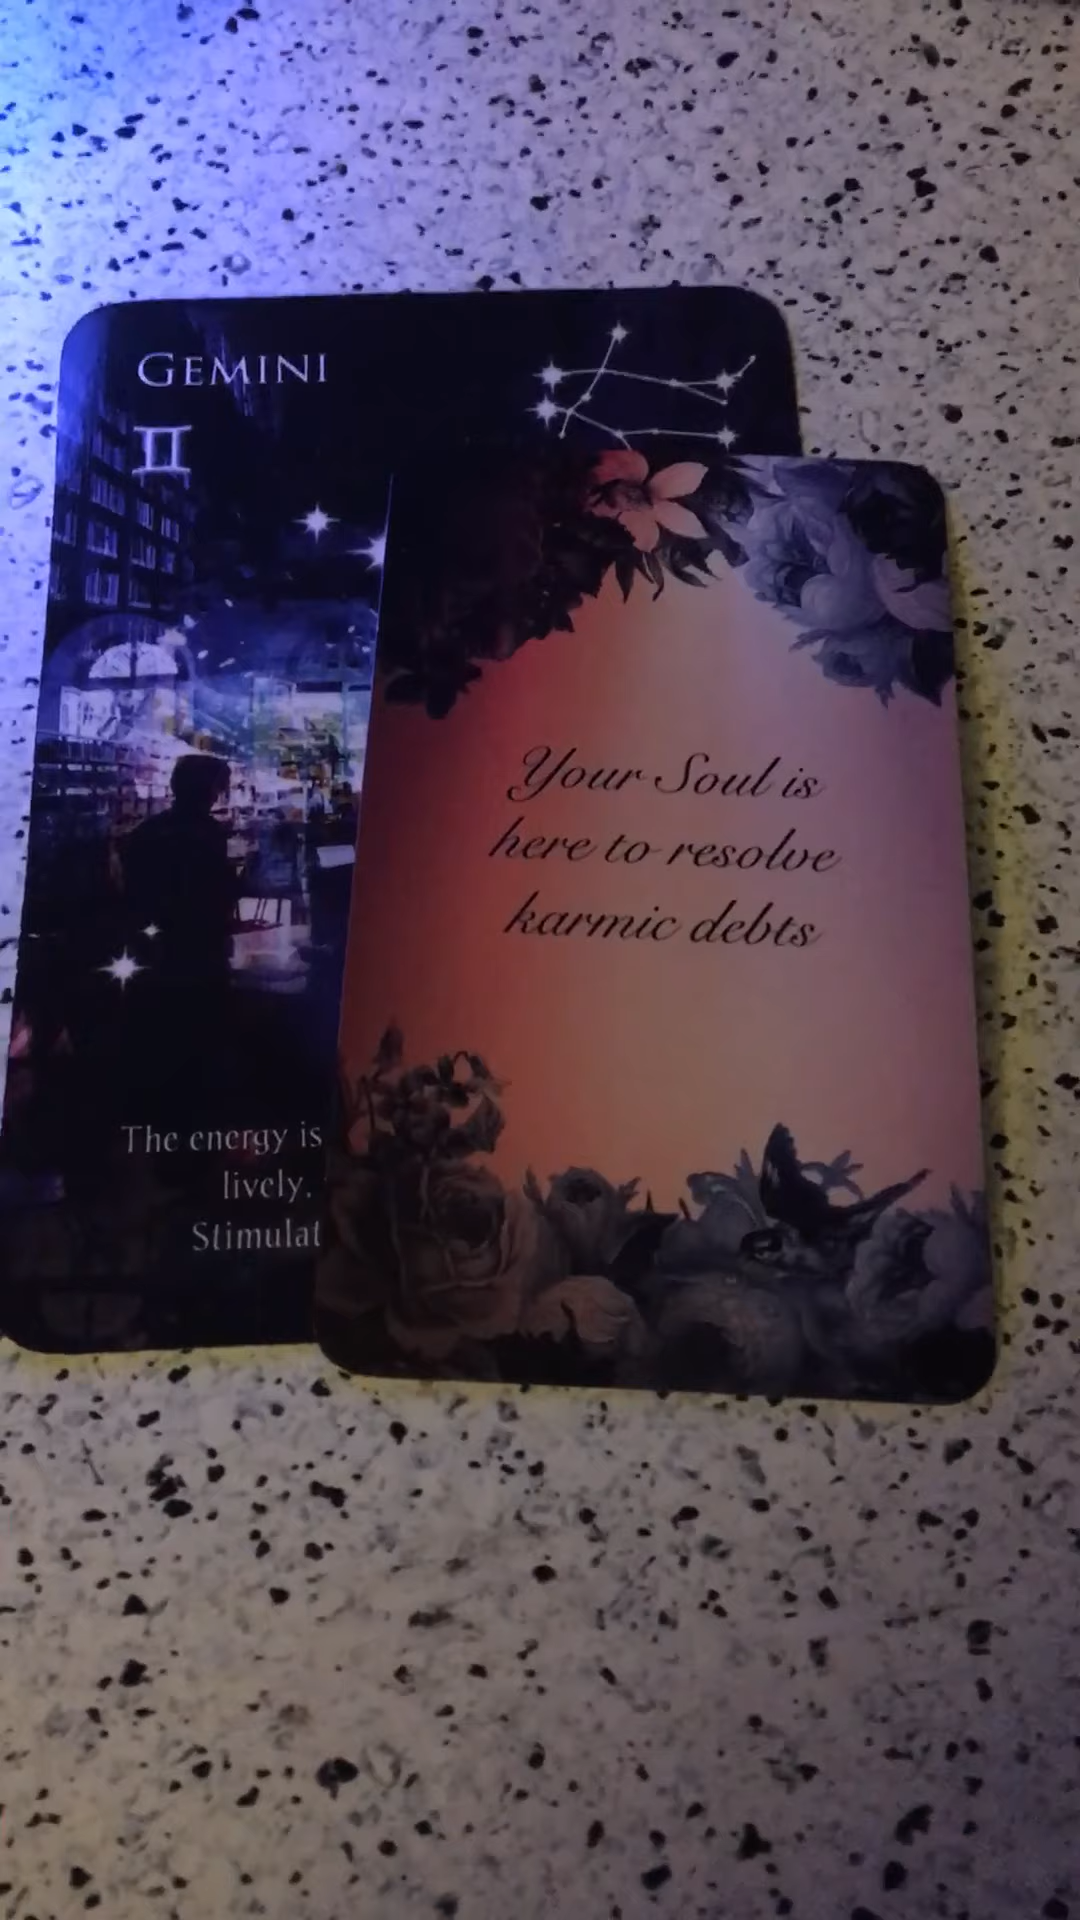 GEMINI
♊
The energy is
lively.
Stimulat
Your Soul is
here to resolve
karmic debts